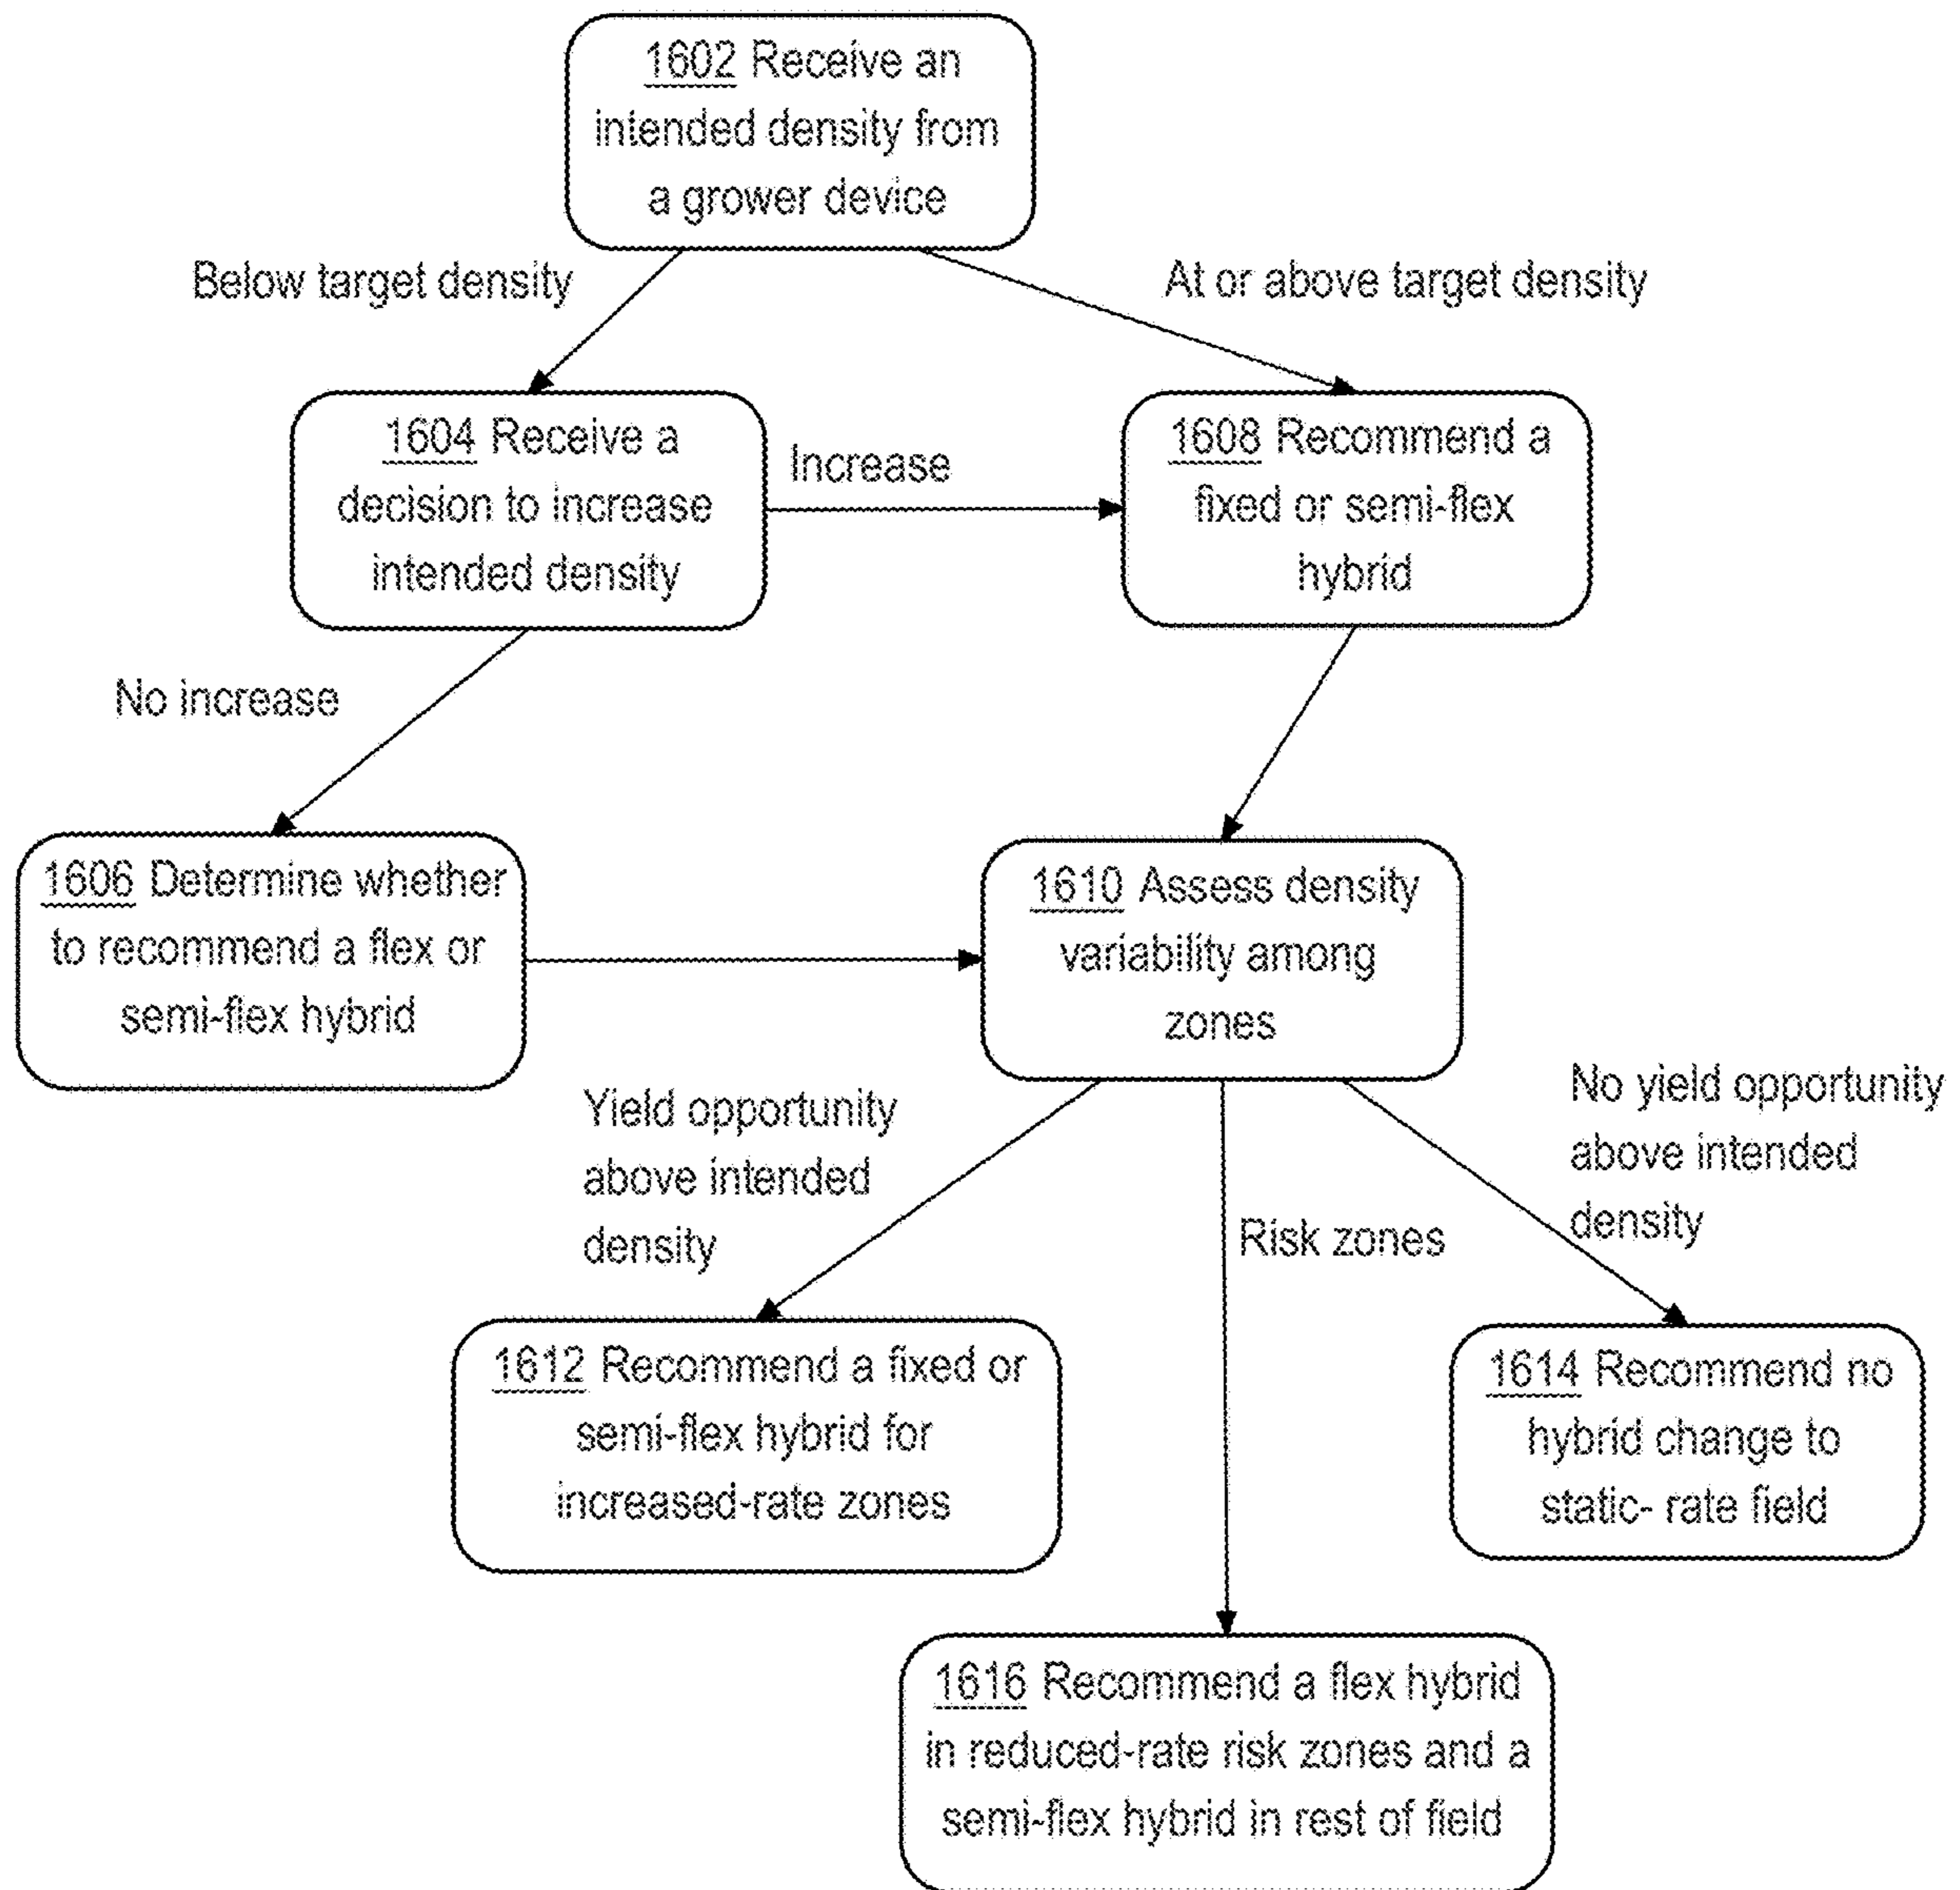 1602 Receive an
intended density from
a grower device
Below target density
At or above target density
1604 Receive a
decision to increase
intended density
Increase
1608 Recommend a
fixed or semi-flex
hybrid
No increase
1606 Determine whether
to recommend a flex or
semi-flex hybrid
1610 Assess density
variability among
zones
Yield opportunity
above intended
density
Risk zones
No yield opportunity
above intended
density
1612 Recommend a fixed or
semi-flex hybrid for
increased-rate zones
1614 Recommend no
hybrid change to
static- rate field
1616 Recommend a flex hybrid
in reduced-rate risk zones and a
semi-flex hybrid in rest of field